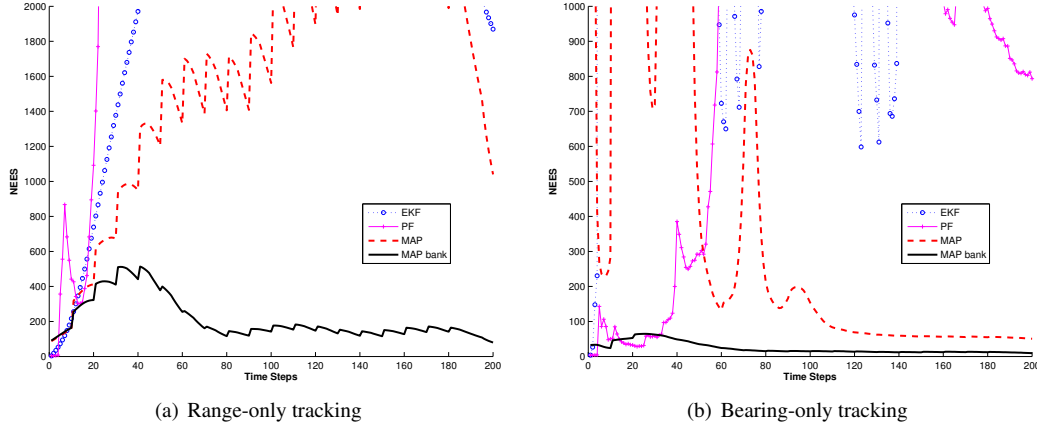 2000
1800
1600
1400
1200
1000
800
600
400
200
0
NEES
0 20 40 60 80 100 120 140 160 180 200
Time Steps
EKF
PF
MAP
MAP bank
(a) Range-only tracking
1000
900
800
700
600
500
400
300
200
100
0
NEES
0 20 40 60 80 100 120 140 160 180 200
Time Steps
EKF
PF
MAP
MAP bank
(b) Bearing-only tracking